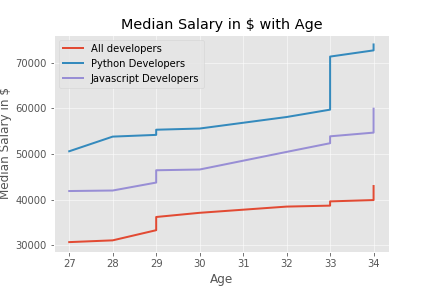 Median Salary in $ with Age
All developers
Python Developers
Javascript Developers
70000
60000
50000
40000
30000
Median Salary in $
27 28 29 30 31 32 33 34
Age